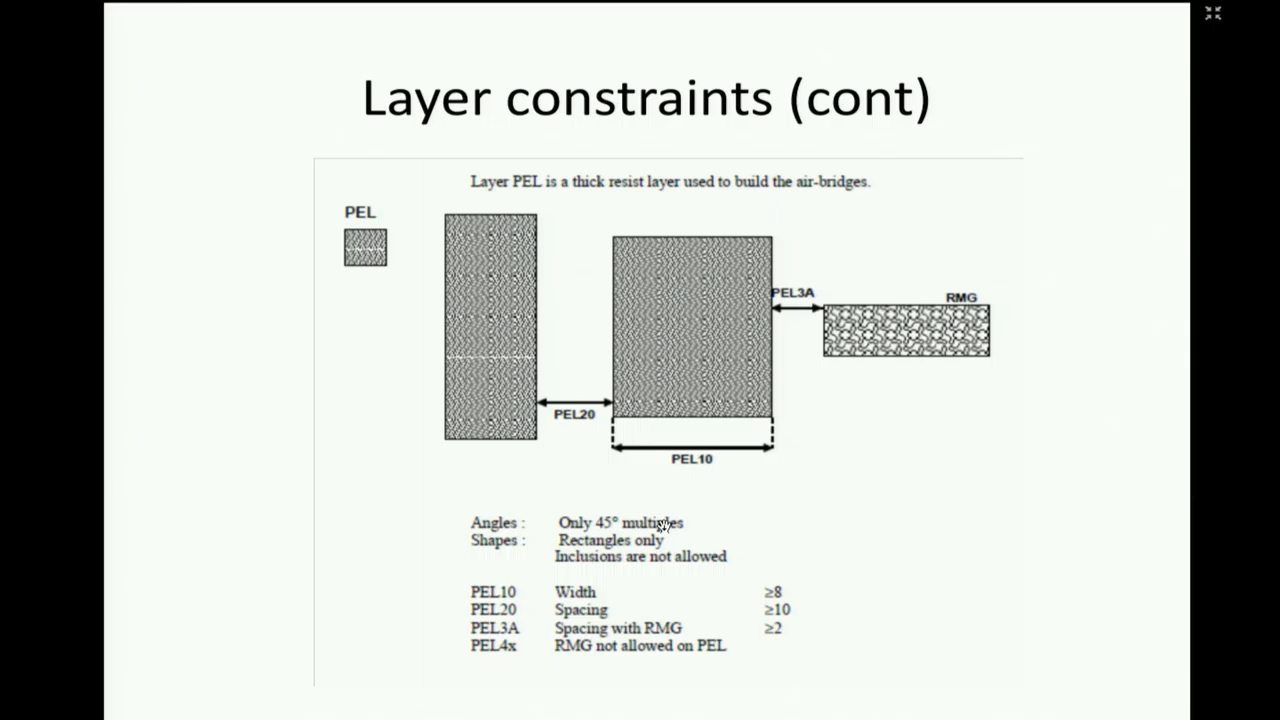 Layer constraints (cont)
Layer PEL is a thick resist layer used to build the air-bridges.
PEL
PEL3A
RMG
PEL20
PEL10
Angles : Only 45° multiples
Shapes : Rectangles only
Inclusions are not allowed
PEL10 Width ≥8
PEL20 Spacing ≥10
PEL3A Spacing with RMG ≥2
PEL4x RMG not allowed on PEL